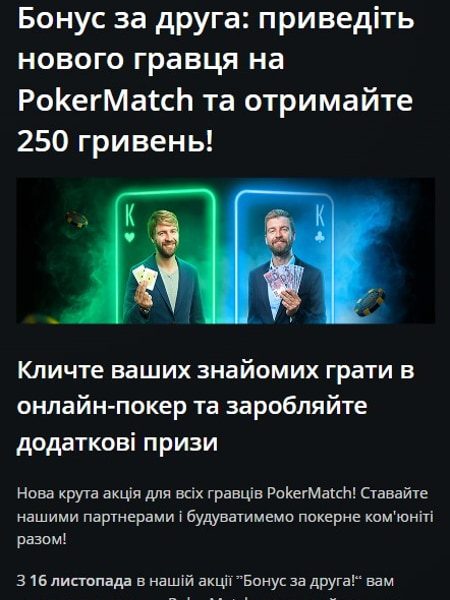 Бонус за друга: приведіть
нового гравця на
PokerMatch та отримайте
250 гривень!
K
K
Кличте ваших знайомих грати в
онлайн-покер та заробляйте
додаткові призи
Нова крута акція для всіх гравців PokerMatch! Ставайте
нашими партнерами і будуватимемо покерне ком'юніті
разом!
З 16 листопада в нашій акції ”Бонус за друга!“ вам